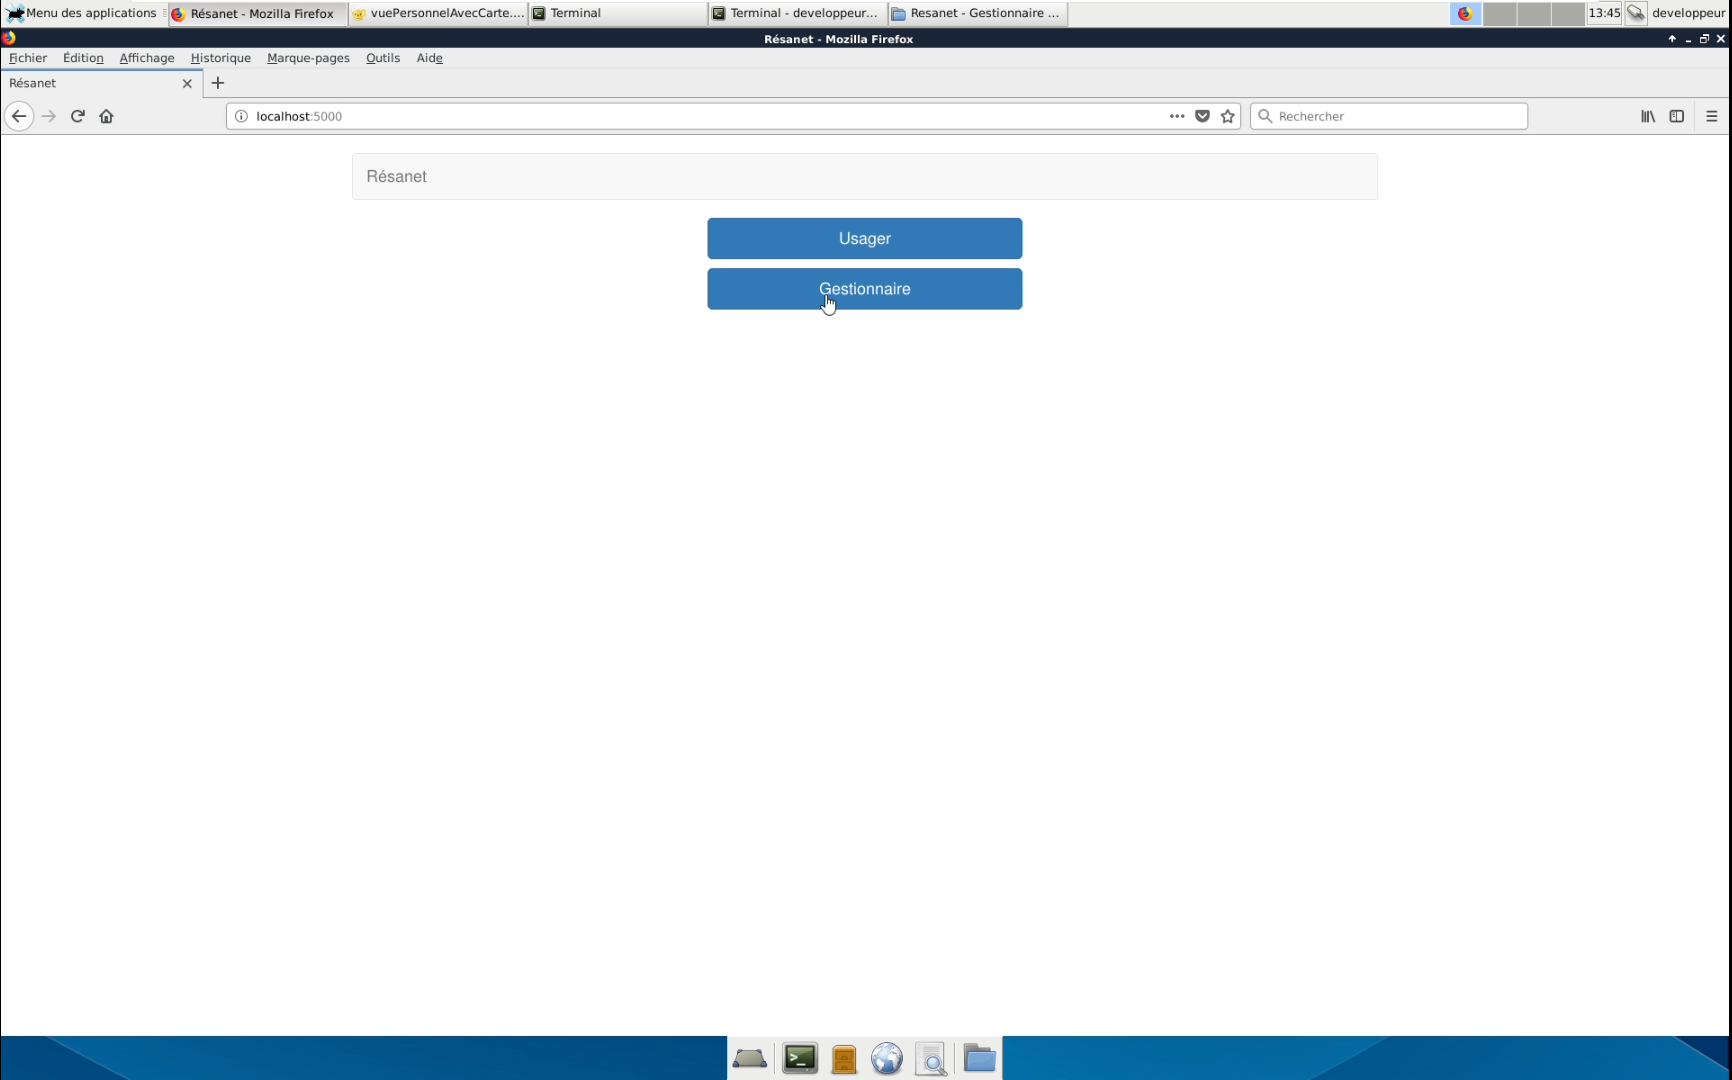 Menu des applications
Résanet - Mozilla Firefox
vuePersonnelAvecCarte....
Terminal
Terminal - developpeur...
Resanet - Gestionnaire ...
13:45
developpeur
Résanet - Mozilla Firefox
Fichier Édition Affichage Historique Marque-pages Outils Aide
Résanet
localhost:5000
Rechercher
Résanet
Usager
Gestionnaire